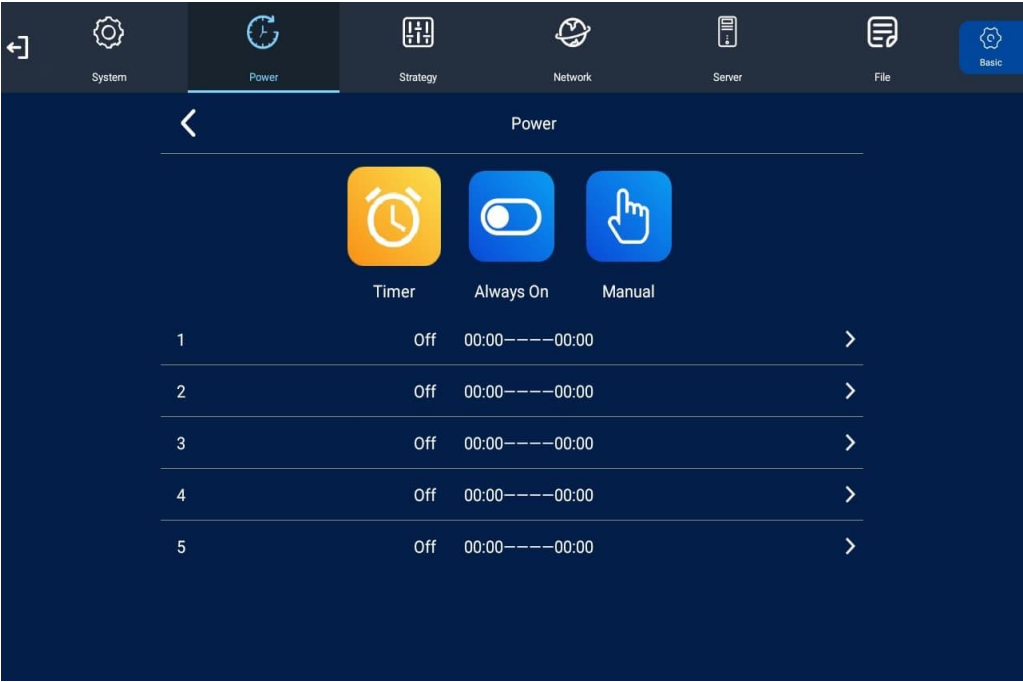 System Power Strategy Network Server File Basic
Power
Timer Always On Manual
1 Off 00:00----00:00
2 Off 00:00----00:00
3 Off 00:00----00:00
4 Off 00:00----00:00
5 Off 00:00----00:00